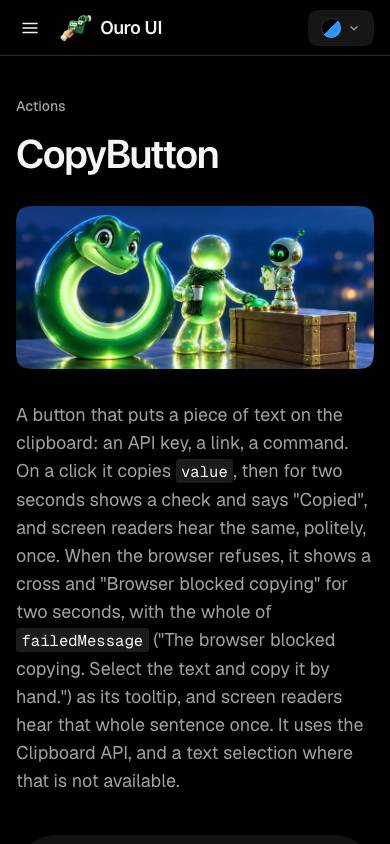 Ouro UI
Actions
CopyButton
A button that puts a piece of text on the
clipboard: an API key, a link, a command.
On a click it copies value, then for two
seconds shows a check and says "Copied",
and screen readers hear the same, politely,
once. When the browser refuses, it shows a
cross and "Browser blocked copying" for
two seconds, with the whole of
failedMessage ("The browser blocked
copying. Select the text and copy it by
hand.") as its tooltip, and screen readers
hear that whole sentence once. It uses the
Clipboard API, and a text selection where
that is not available.